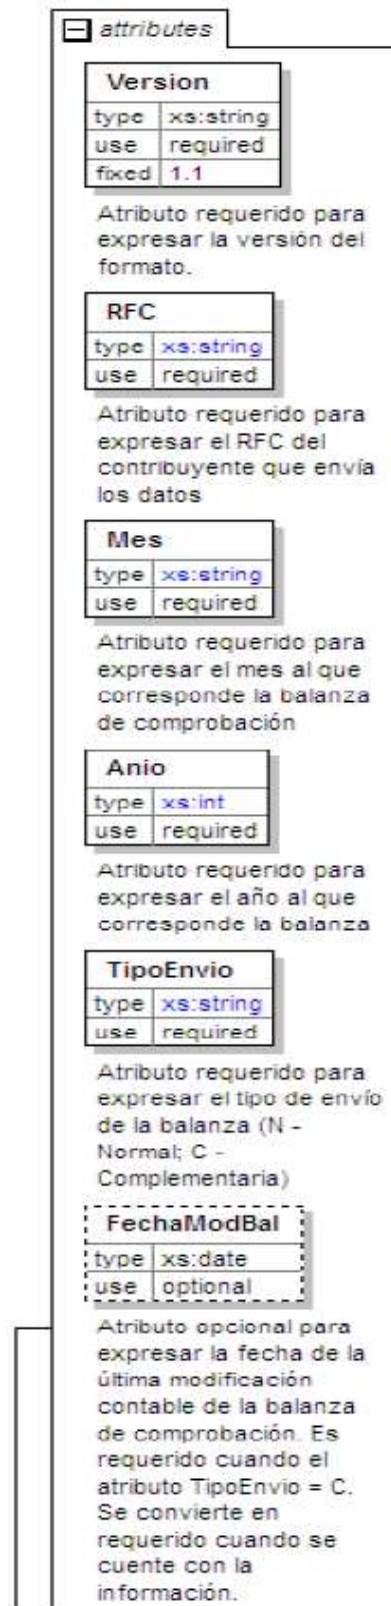 attributes
Version
type xs:string
use required
fixed 1.1
Atributo requerido para
expresar la versión del
formato.
RFC
type xs:string
use required
Atributo requerido para
expresar el RFC del
contribuyente que envía
los datos
Mes
type xs:string
use required
Atributo requerido para
expresar el mes al que
corresponde la balanza
de comprobación
Anio
type xs:int
use required
Atributo requerido para
expresar el año al que
corresponde la balanza
TipoEnvio
type xs:string
use required
Atributo requerido para
expresar el tipo de envío
de la balanza (N -
Normal; C -
Complementaria)
FechaModBal
type xs:date
use optional
Atributo opcional para
expresar la fecha de la
última modificación
contable de la balanza
de comprobación. Es
requerido cuando el
atributo TipoEnvio = C.
Se convierte en
requerido cuando se
cuente con la
información.